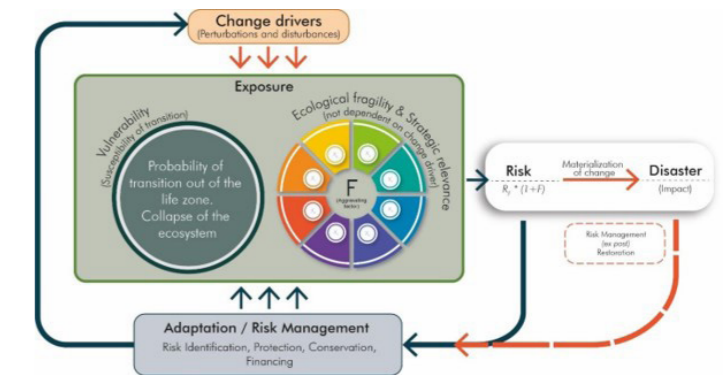 Change drivers
(Perturbations and disturbances)
Exposure
Vulnerability
(Susceptibility of transition)
Probability of
transition out of the
life zone.
Collapse of the
ecosystem
Ecological fragility & Strategic relevance
(not dependent on change driver)
F
(Aggravating
factor)
Risk
Materialization
of change
Disaster
(Impact)
Risk Management
(ex post)
Restoration
Adaptation / Risk Management
Risk Identification, Protection, Conservation,
Financing